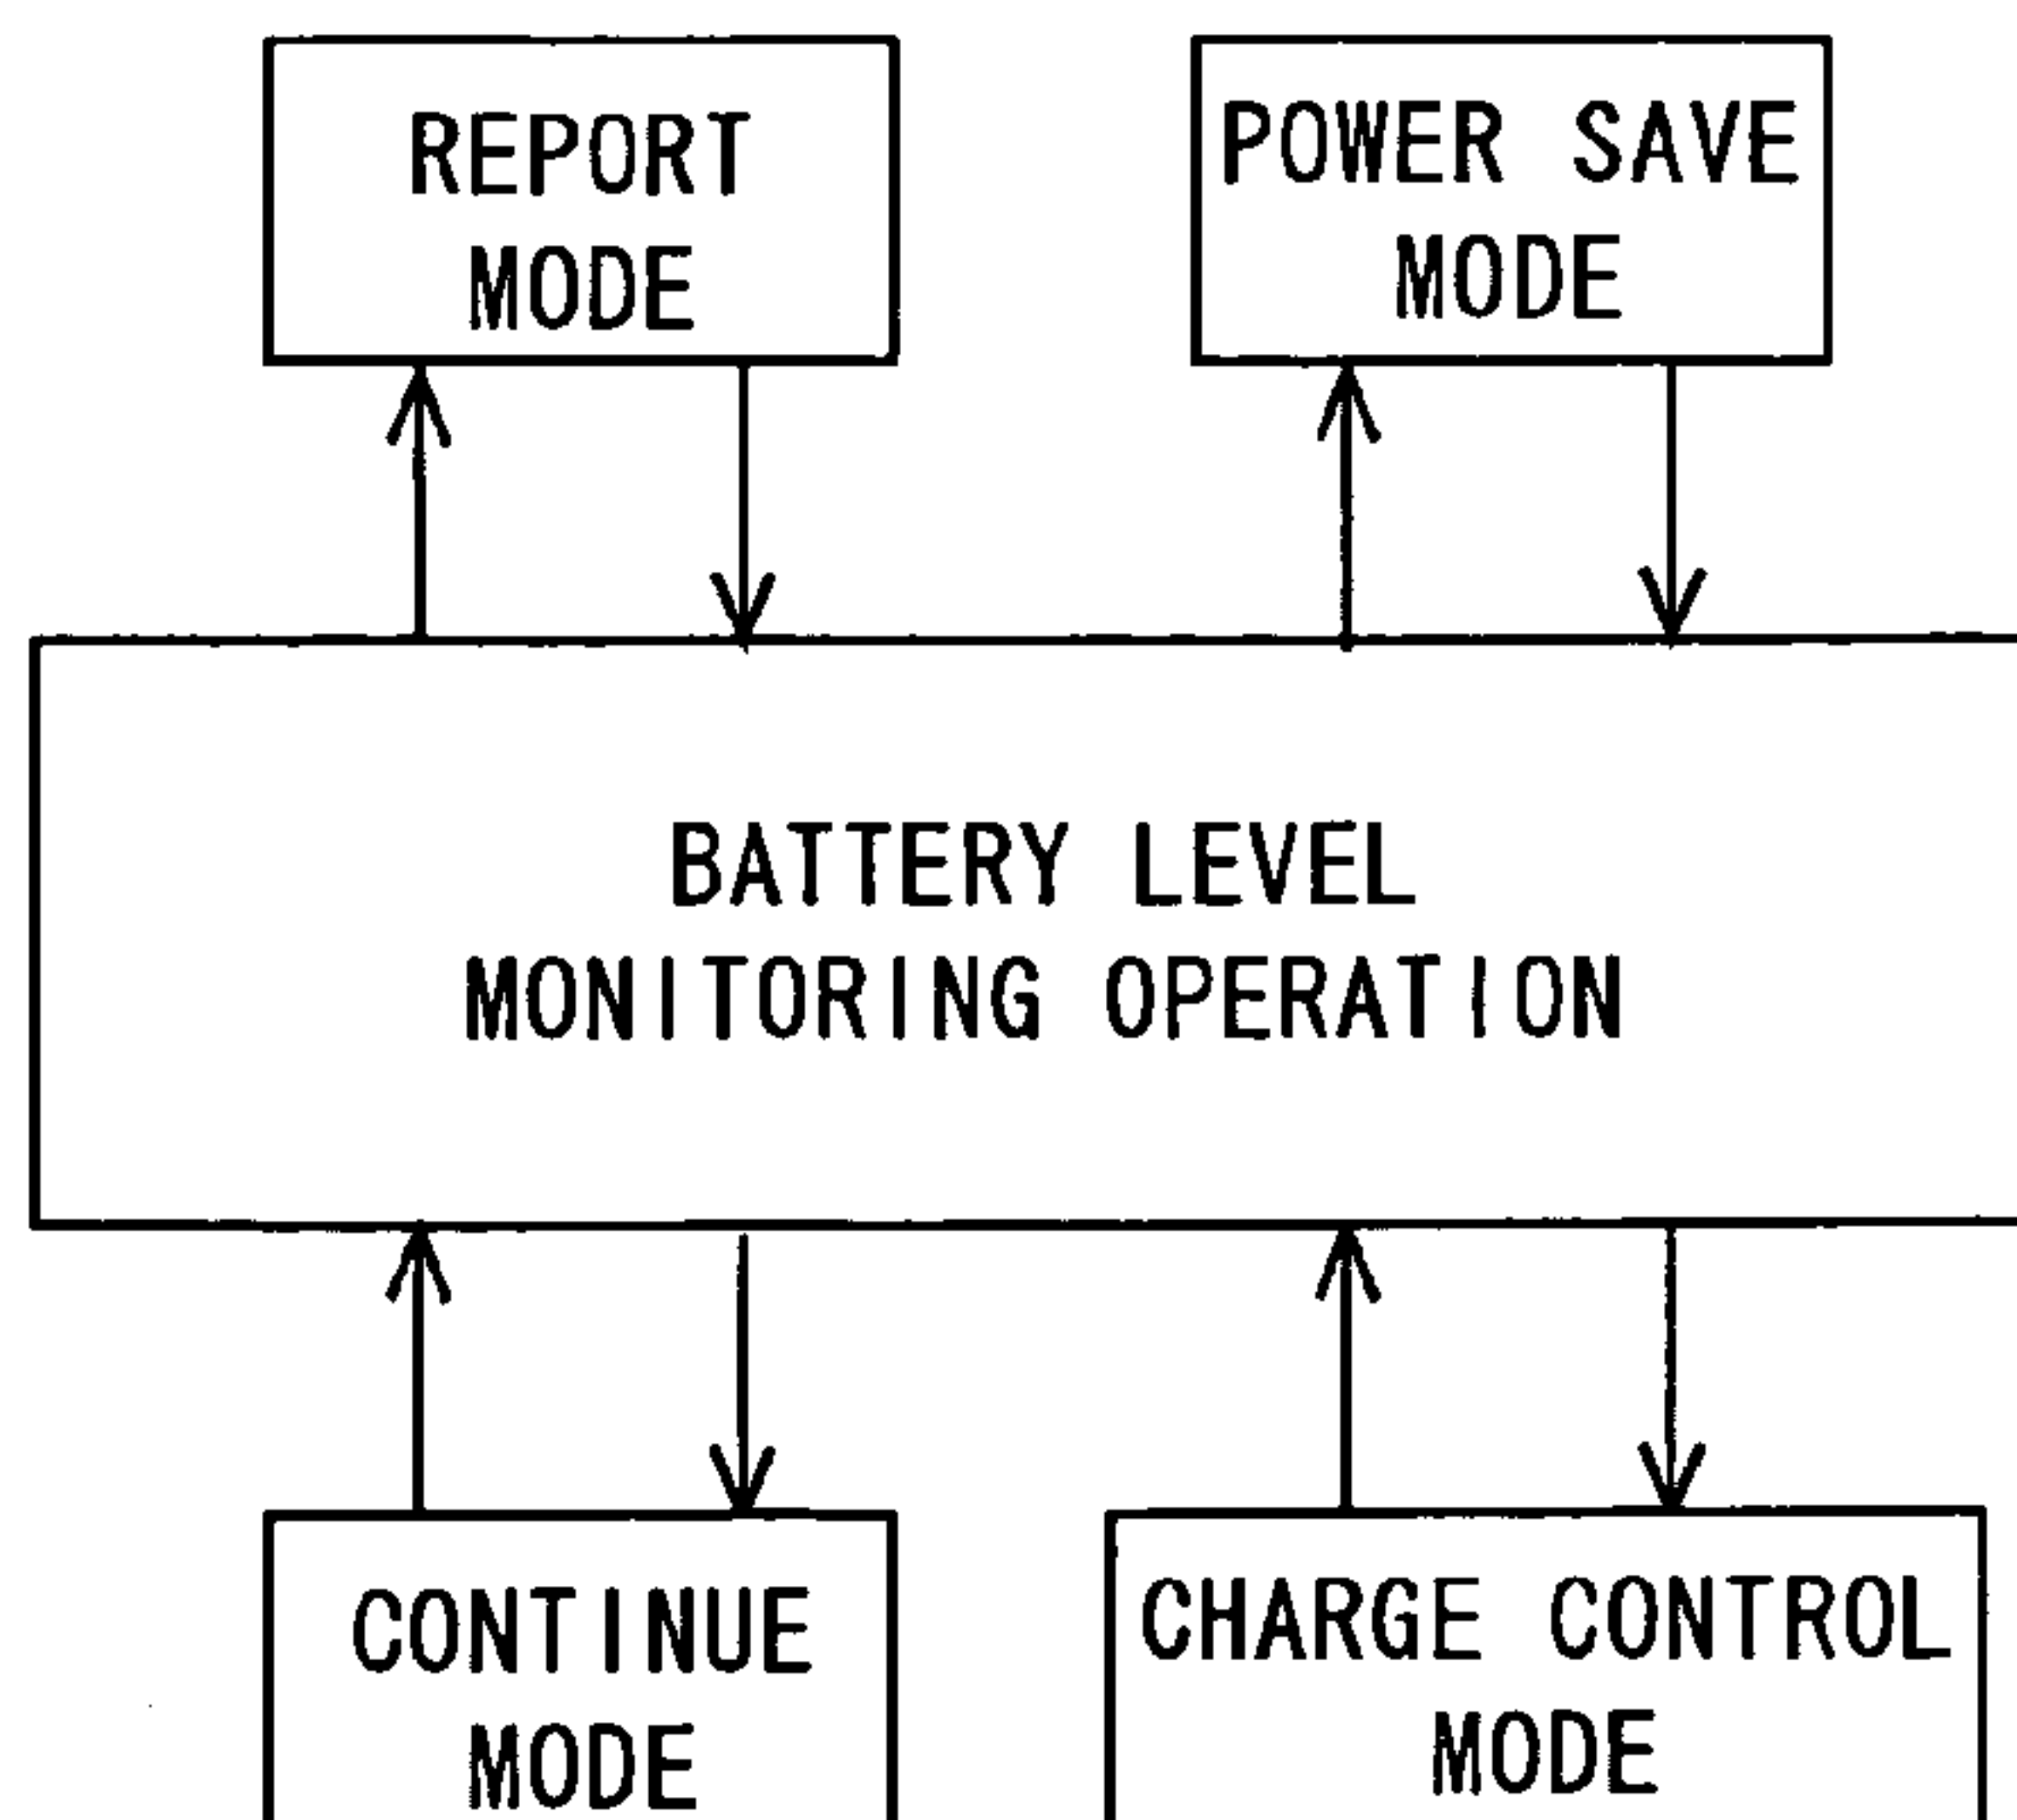 REPORT
MODE
POWER SAVE
MODE
BATTERY LEVEL
MONITORING OPERATION
CONTINUE
MODE
CHARGE CONTROL
MODE